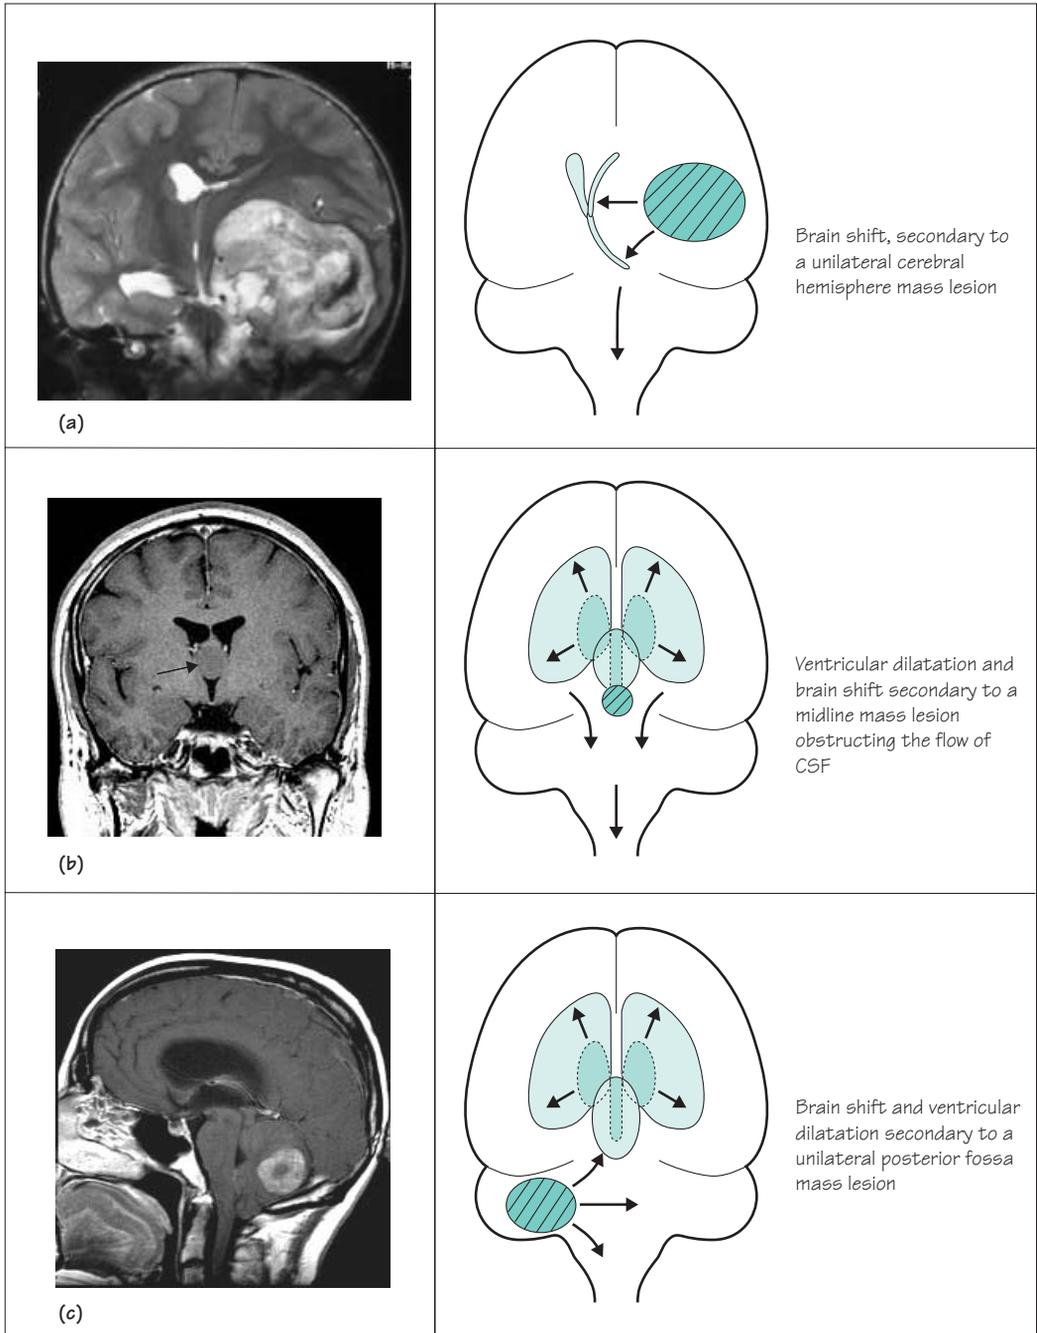 Brain shift, secondary to
a unilateral cerebral
hemisphere mass lesion
(a)
Ventricular dilatation and
brain shift secondary to a
midline mass lesion
obstructing the flow of
CSF
(b)
Brain shift and ventricular
dilatation secondary to a
unilateral posterior fossa
mass lesion
(c)